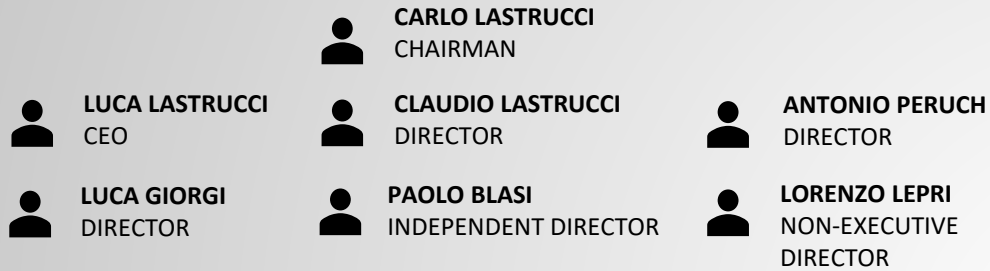 CARLO LASTRUCCI
CHAIRMAN
LUCA LASTRUCCI
CEO
CLAUDIO LASTRUCCI
DIRECTOR
ANTONIO PERUCH
DIRECTOR
LUCA GIORGI
DIRECTOR
PAOLO BLASI
INDEPENDENT DIRECTOR
LORENZO LEPRI
NON-EXECUTIVE
DIRECTOR